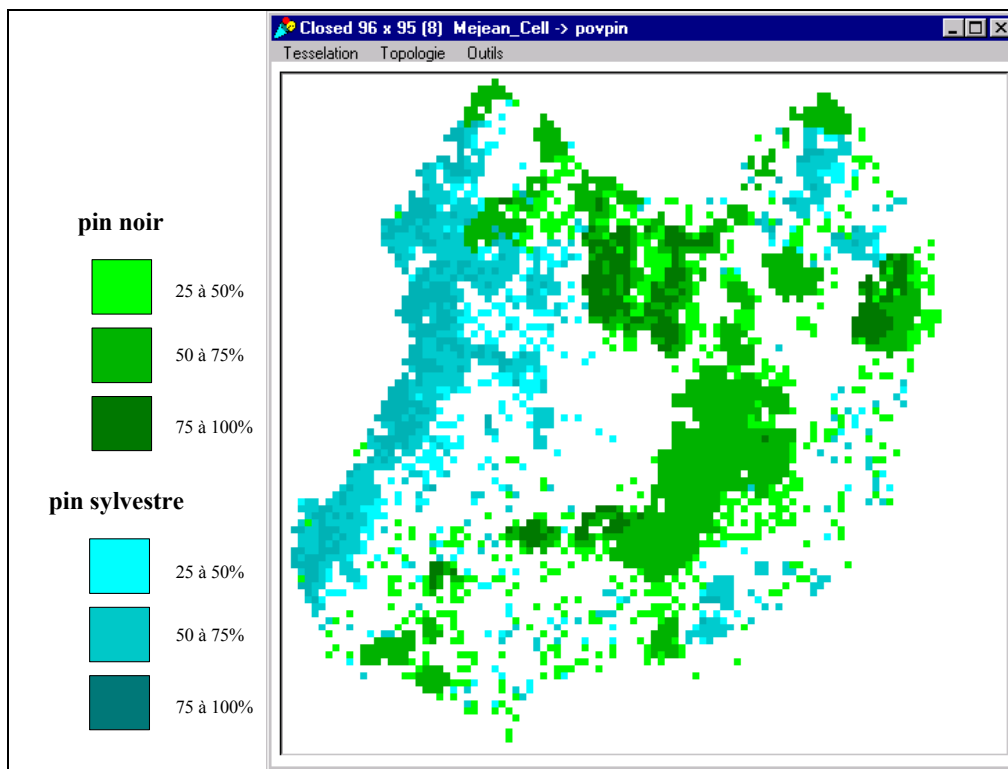 Closed 96 x 95 (8) Mejean_Cell -> povpin
Tesselation Topologie Outils
pin noir
25 à 50%
50 à 75%
75 à 100%
pin sylvestre
25 à 50%
50 à 75%
75 à 100%